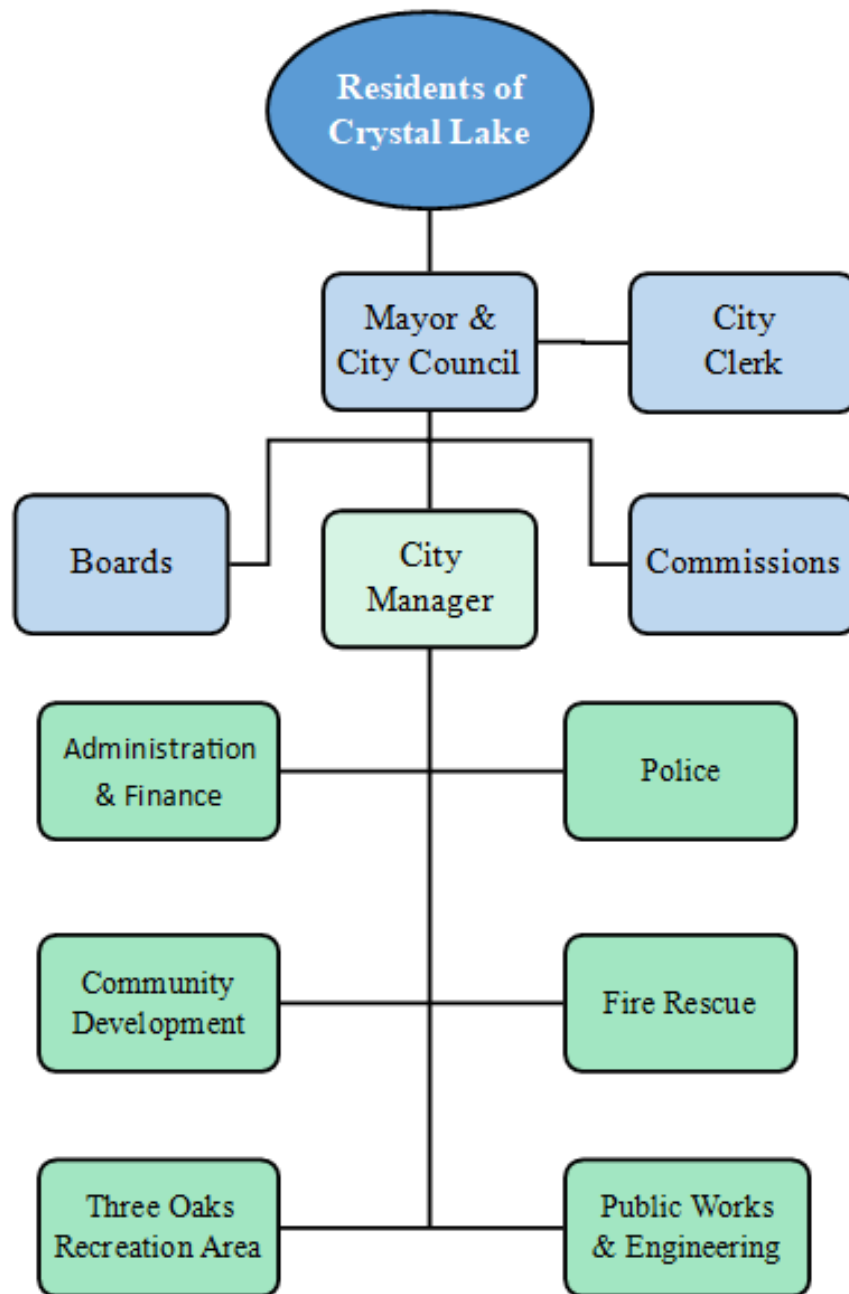 Residents of
Crystal Lake
Mayor &
City Council
City
Clerk
Boards
City
Manager
Commissions
Administration
& Finance
Police
Community
Development
Fire Rescue
Three Oaks
Recreation Area
Public Works
& Engineering